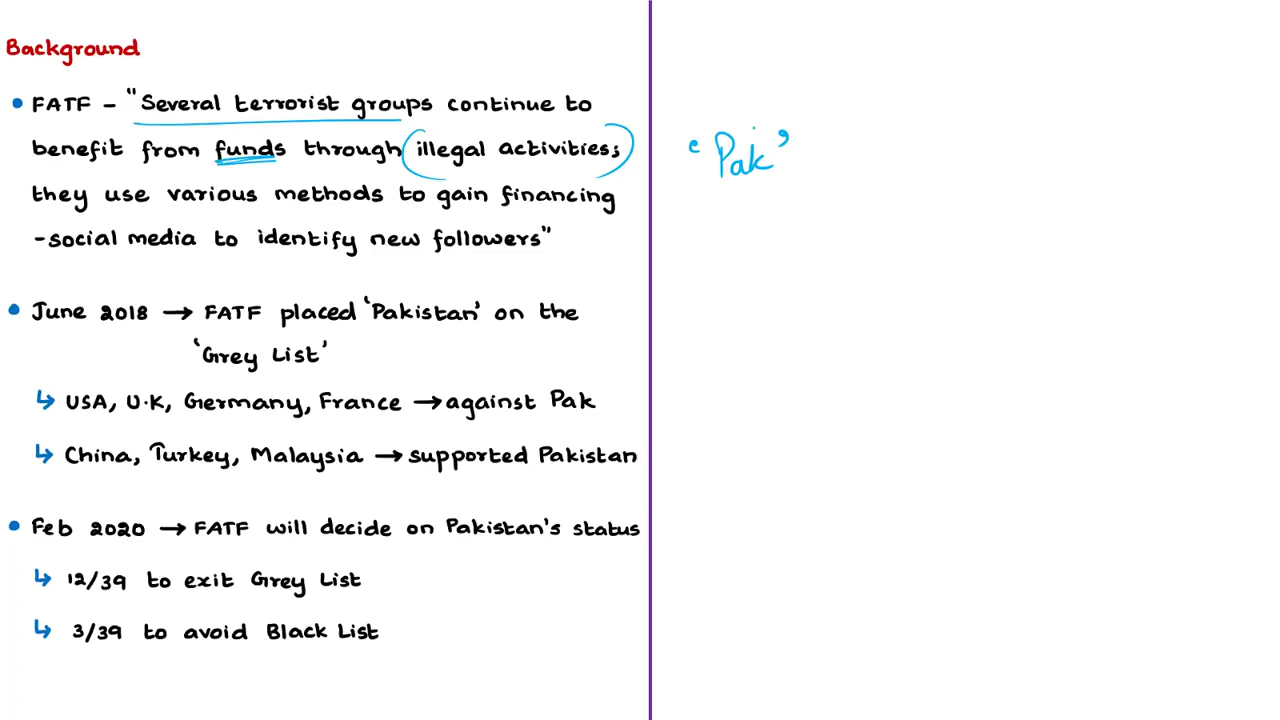 Background
• FATF - "Several terrorist groups continue to
benefit from funds through illegal activities;
they use various methods to gain financing
-social media to identify new followers"
• June 2018 → FATF placed 'Pakistan' on the
'Grey List'
↳ USA, U.K, Germany, France → against Pak
↳ China, Turkey, Malaysia → supported Pakistan
• Feb 2020 → FATF will decide on Pakistan's status
↳ 12/39 to exit Grey List
↳ 3/39 to avoid Black List
'Pak'